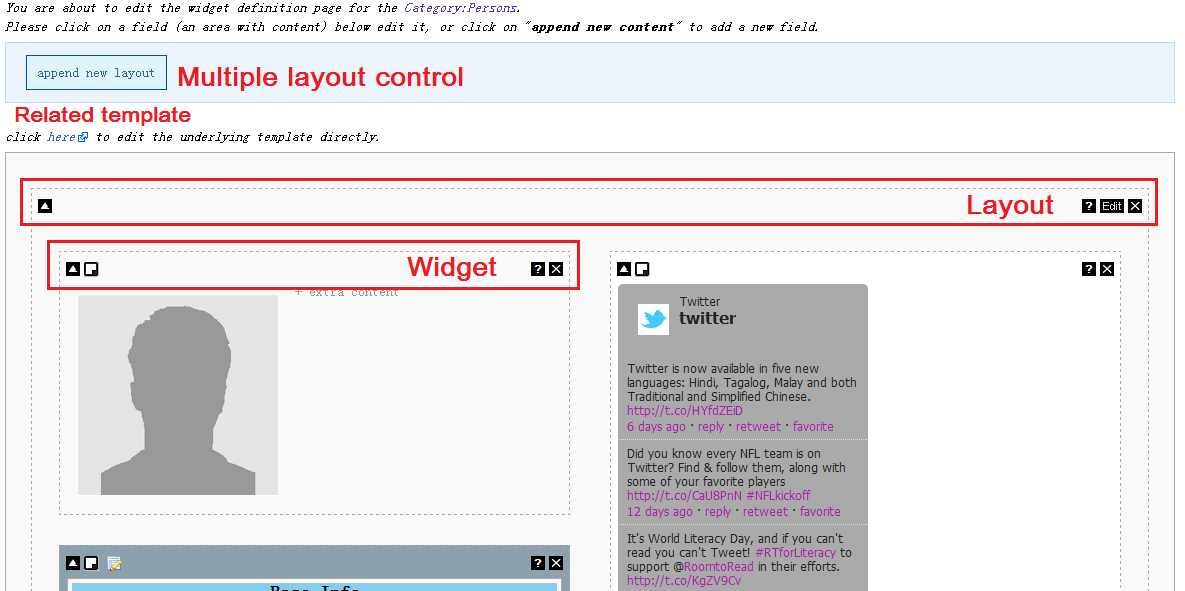 You are about to edit the widget definition page for the Category:Persons.
Please click on a field (an area with content) below edit it, or click on "append new content" to add a new field.
append new layout
Multiple layout control
Related template
click here to edit the underlying template directly.
Layout
? Edit X
Widget
? X
? X
+ extra content
Twitter
twitter
Twitter is now available in five new
languages: Hindi, Tagalog, Malay and both
Traditional and Simplified Chinese.
http://t.co/HYfdZEiD
6 days ago · reply · retweet · favorite
Did you know every NFL team is on
Twitter? Find & follow them, along with
some of your favorite players
http://t.co/CaU8PnN #NFLkickoff
12 days ago · reply · retweet · favorite
It's World Literacy Day, and if you can't
read you can't Tweet! #RTforLiteracy to
support @RoomtoRead in their efforts.
http://t.co/KgZV9Cv
? X
Page Info